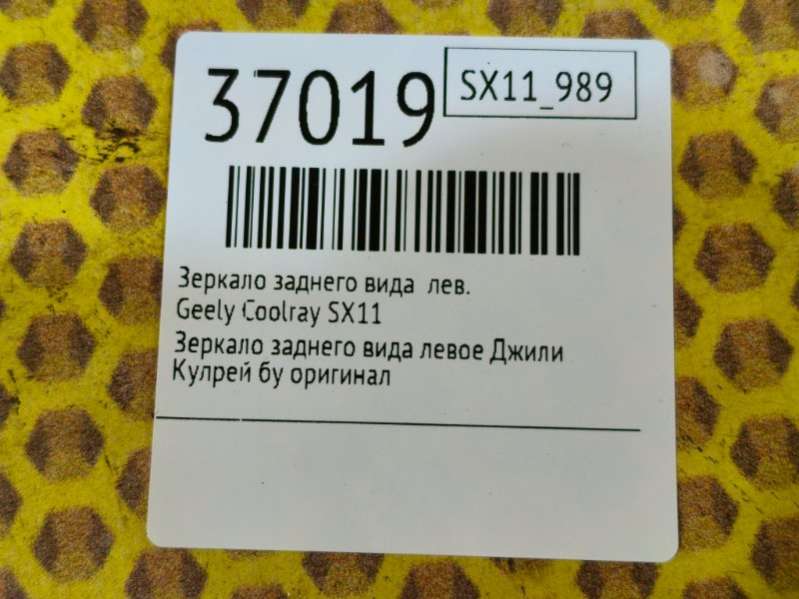 37019
SX11_989
Зеркало заднего вида лев.
Geely Coolray SX11
Зеркало заднего вида левое Джили
Кулрей бу оригинал